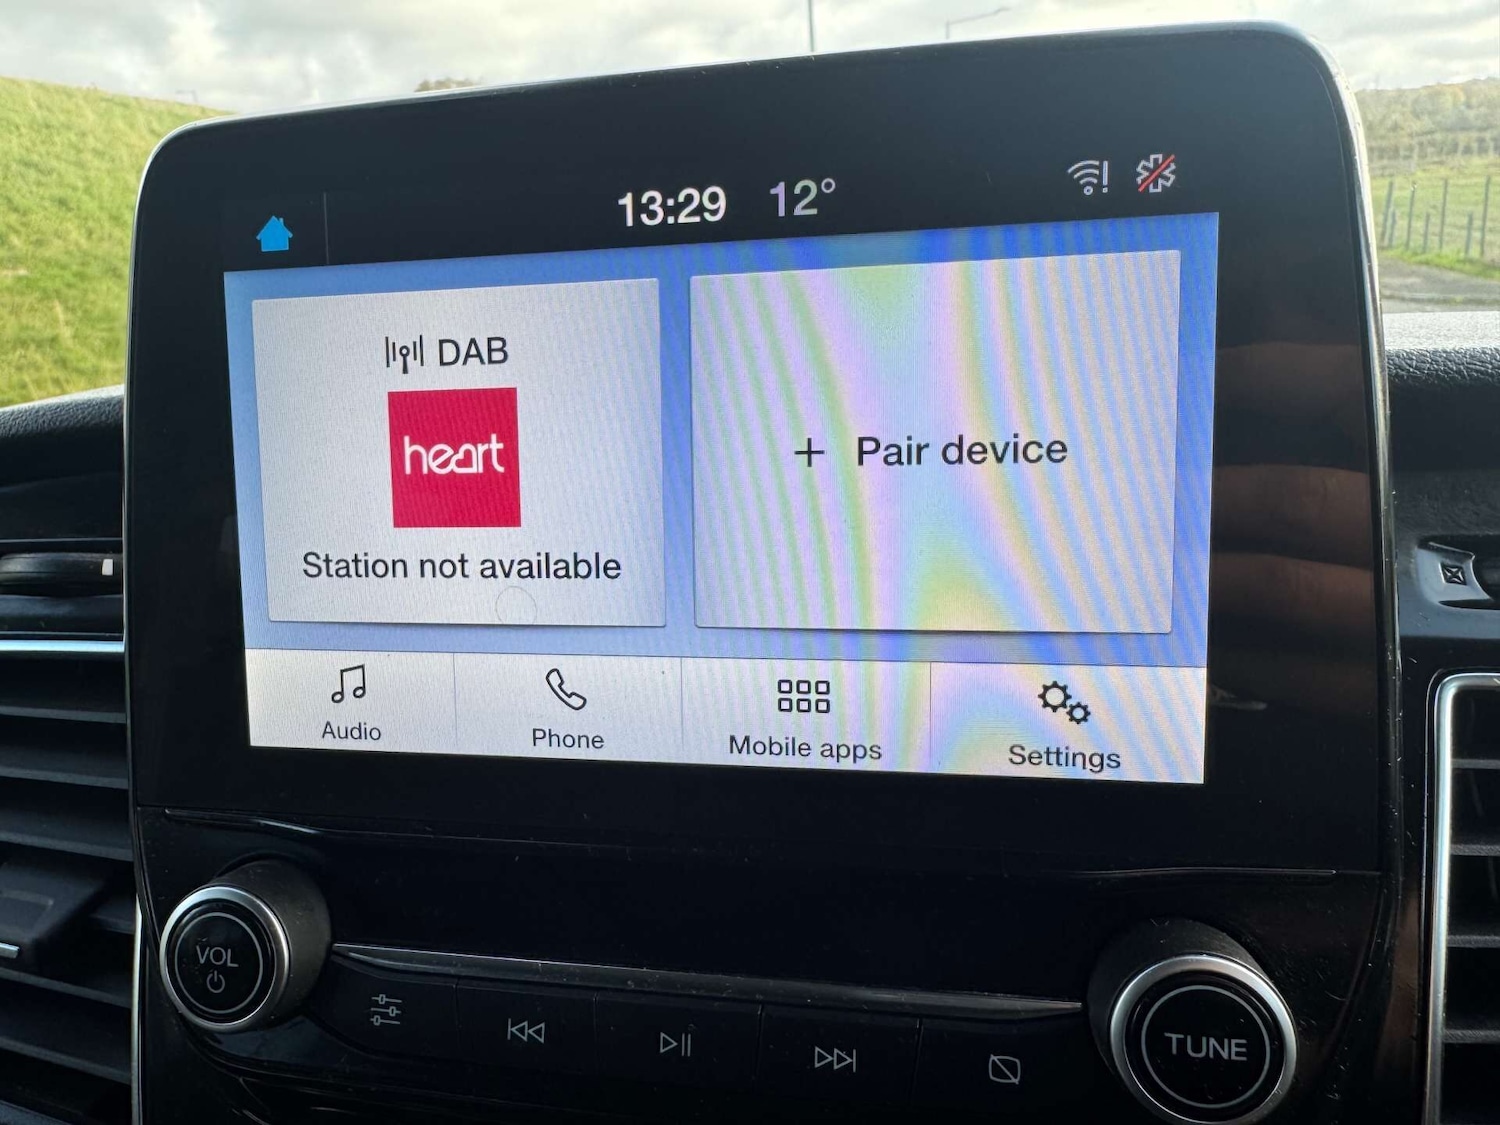 13:29 12°
DAB
heart
Station not available
+ Pair device
Audio
Phone
Mobile apps
Settings
VOL
TUNE